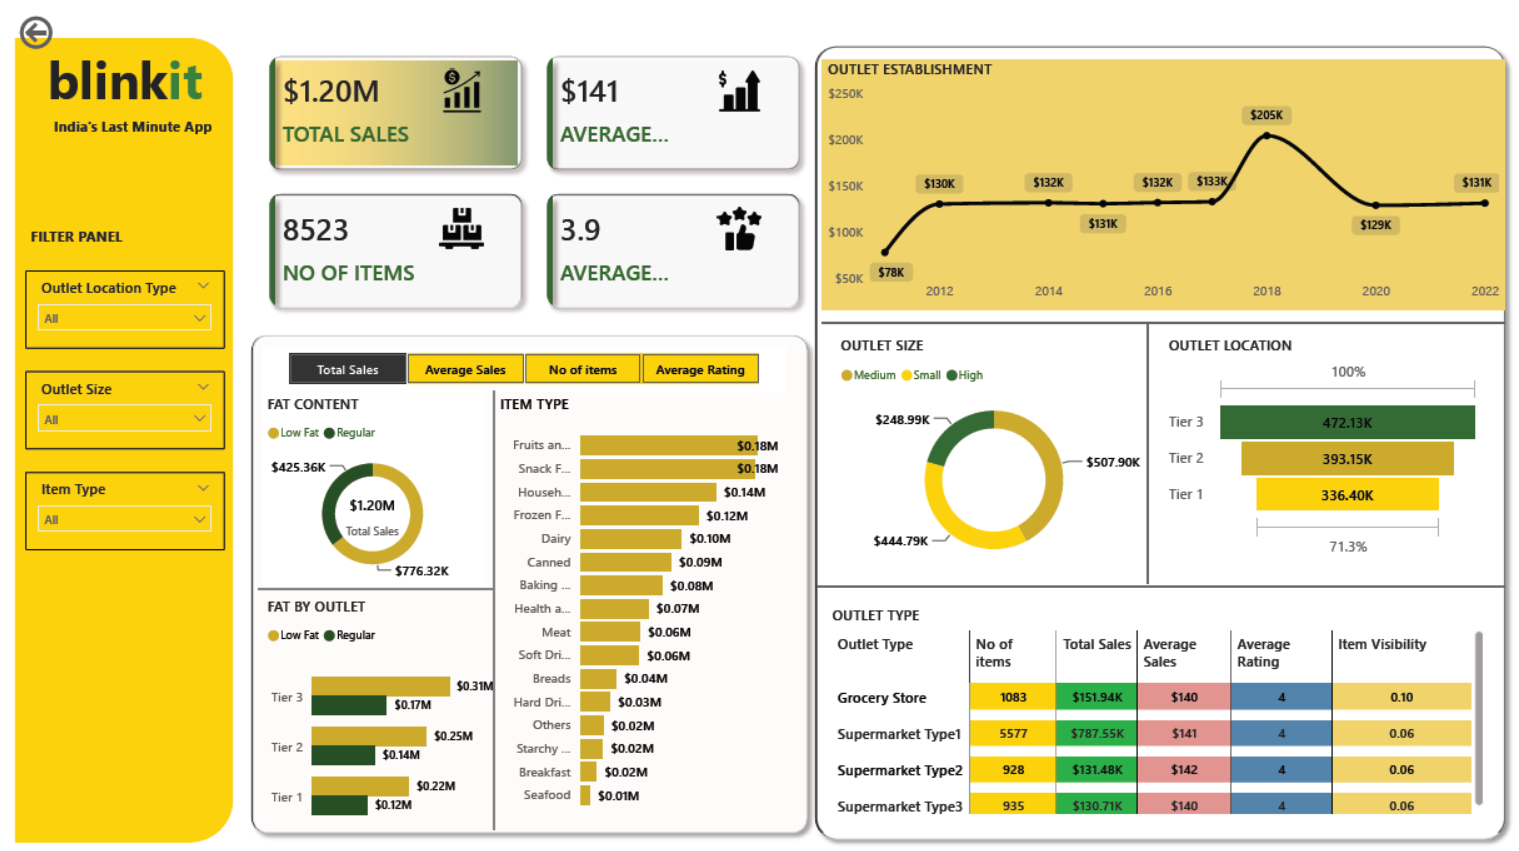 blinkit
India's Last Minute App
FILTER PANEL
Outlet Location Type
All
Outlet Size
All
Item Type
All
$1.20M
TOTAL SALES
$
$141
AVERAGE...
$
8523
NO OF ITEMS
3.9
AVERAGE...
Total Sales
Average Sales
No of items
Average Rating
FAT CONTENT
Low Fat
Regular
$425.36K
$1.20M
Total Sales
$776.32K
FAT BY OUTLET
Low Fat
Regular
Tier 3
$0.31M
$0.17M
Tier 2
$0.25M
$0.14M
Tier 1
$0.22M
$0.12M
ITEM TYPE
Fruits an... $0.18M
Snack F... $0.18M
Househ... $0.14M
Frozen F... $0.12M
Dairy $0.10M
Canned $0.09M
Baking ... $0.08M
Health a... $0.07M
Meat $0.06M
Soft Dri... $0.06M
Breads $0.04M
Hard Dri... $0.03M
Others $0.02M
Starchy ... $0.02M
Breakfast $0.02M
Seafood $0.01M
OUTLET ESTABLISHMENT
$250K
$200K
$150K
$100K
$50K
$78K
$130K
$132K
$131K
$132K
$133K
$205K
$129K
$131K
2012 2014 2016 2018 2020 2022
OUTLET SIZE
Medium Small High
$248.99K
$507.90K
$444.79K
OUTLET LOCATION
100%
Tier 3 472.13K
Tier 2 393.15K
Tier 1 336.40K
71.3%
OUTLET TYPE
Outlet Type No of items Total Sales Average Sales Average Rating Item Visibility
Grocery Store 1083 $151.94K $140 4 0.10
Supermarket Type1 5577 $787.55K $141 4 0.06
Supermarket Type2 928 $131.48K $142 4 0.06
Supermarket Type3 935 $130.71K $140 4 0.06